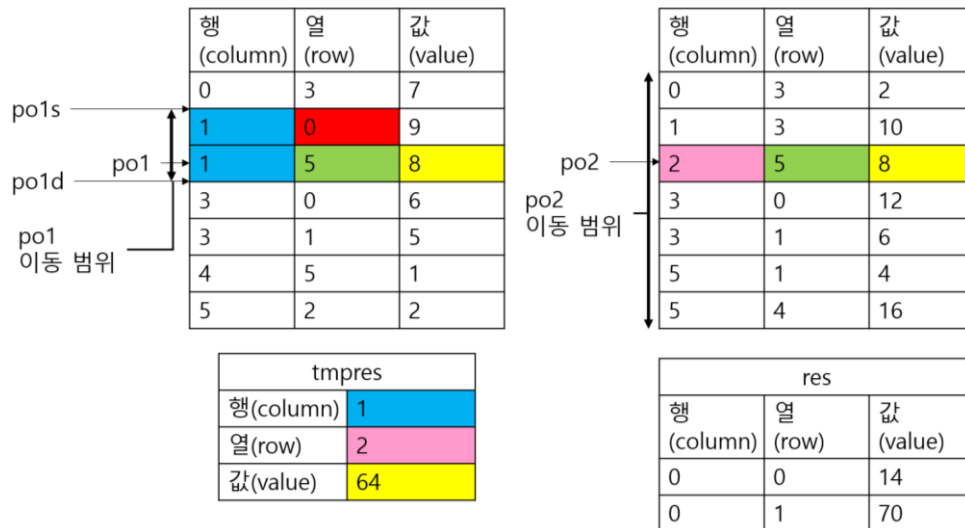 행 (column) 열 (row) 값 (value)
0 3 7
1 0 9
1 5 8
3 0 6
3 1 5
4 5 1
5 2 2
po1s
po1
po1d
po1
이동 범위
행 (column) 열 (row) 값 (value)
0 3 2
1 3 10
2 5 8
3 0 12
3 1 6
5 1 4
5 4 16
po2
po2
이동 범위
tmpres
행(column) 1
열(row) 2
값(value) 64
res
행 (column) 열 (row) 값 (value)
0 0 14
0 1 70